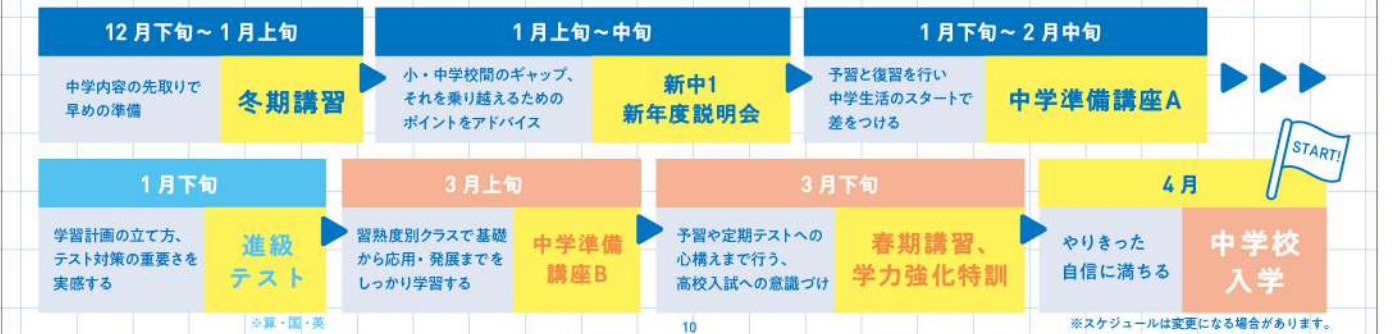 12月下旬~1月上旬
中学内容の先取りで
早めの準備
冬期講習
1月上旬~中旬
小・中学校間のギャップ、
それを乗り越えるための
ポイントをアドバイス
新中1
新年度説明会
1月下旬~2月中旬
予習と復習を行い
中学生活のスタートで
差をつける
中学準備講座A
1月下旬
学習計画の立て方、
テスト対策の重要さを
実感する
進級
テスト
※算・国・英
3月上旬
習熟度別クラスで基礎
から応用・発展までを
しっかり学習する
中学準備
講座B
3月下旬
予習や定期テストへの
心構えまで行う、
高校入試への意識づけ
春期講習、
学力強化特訓
START!
4月
やりきった
自信に満ちる
中学校
入学
10
※スケジュールは変更になる場合があります。